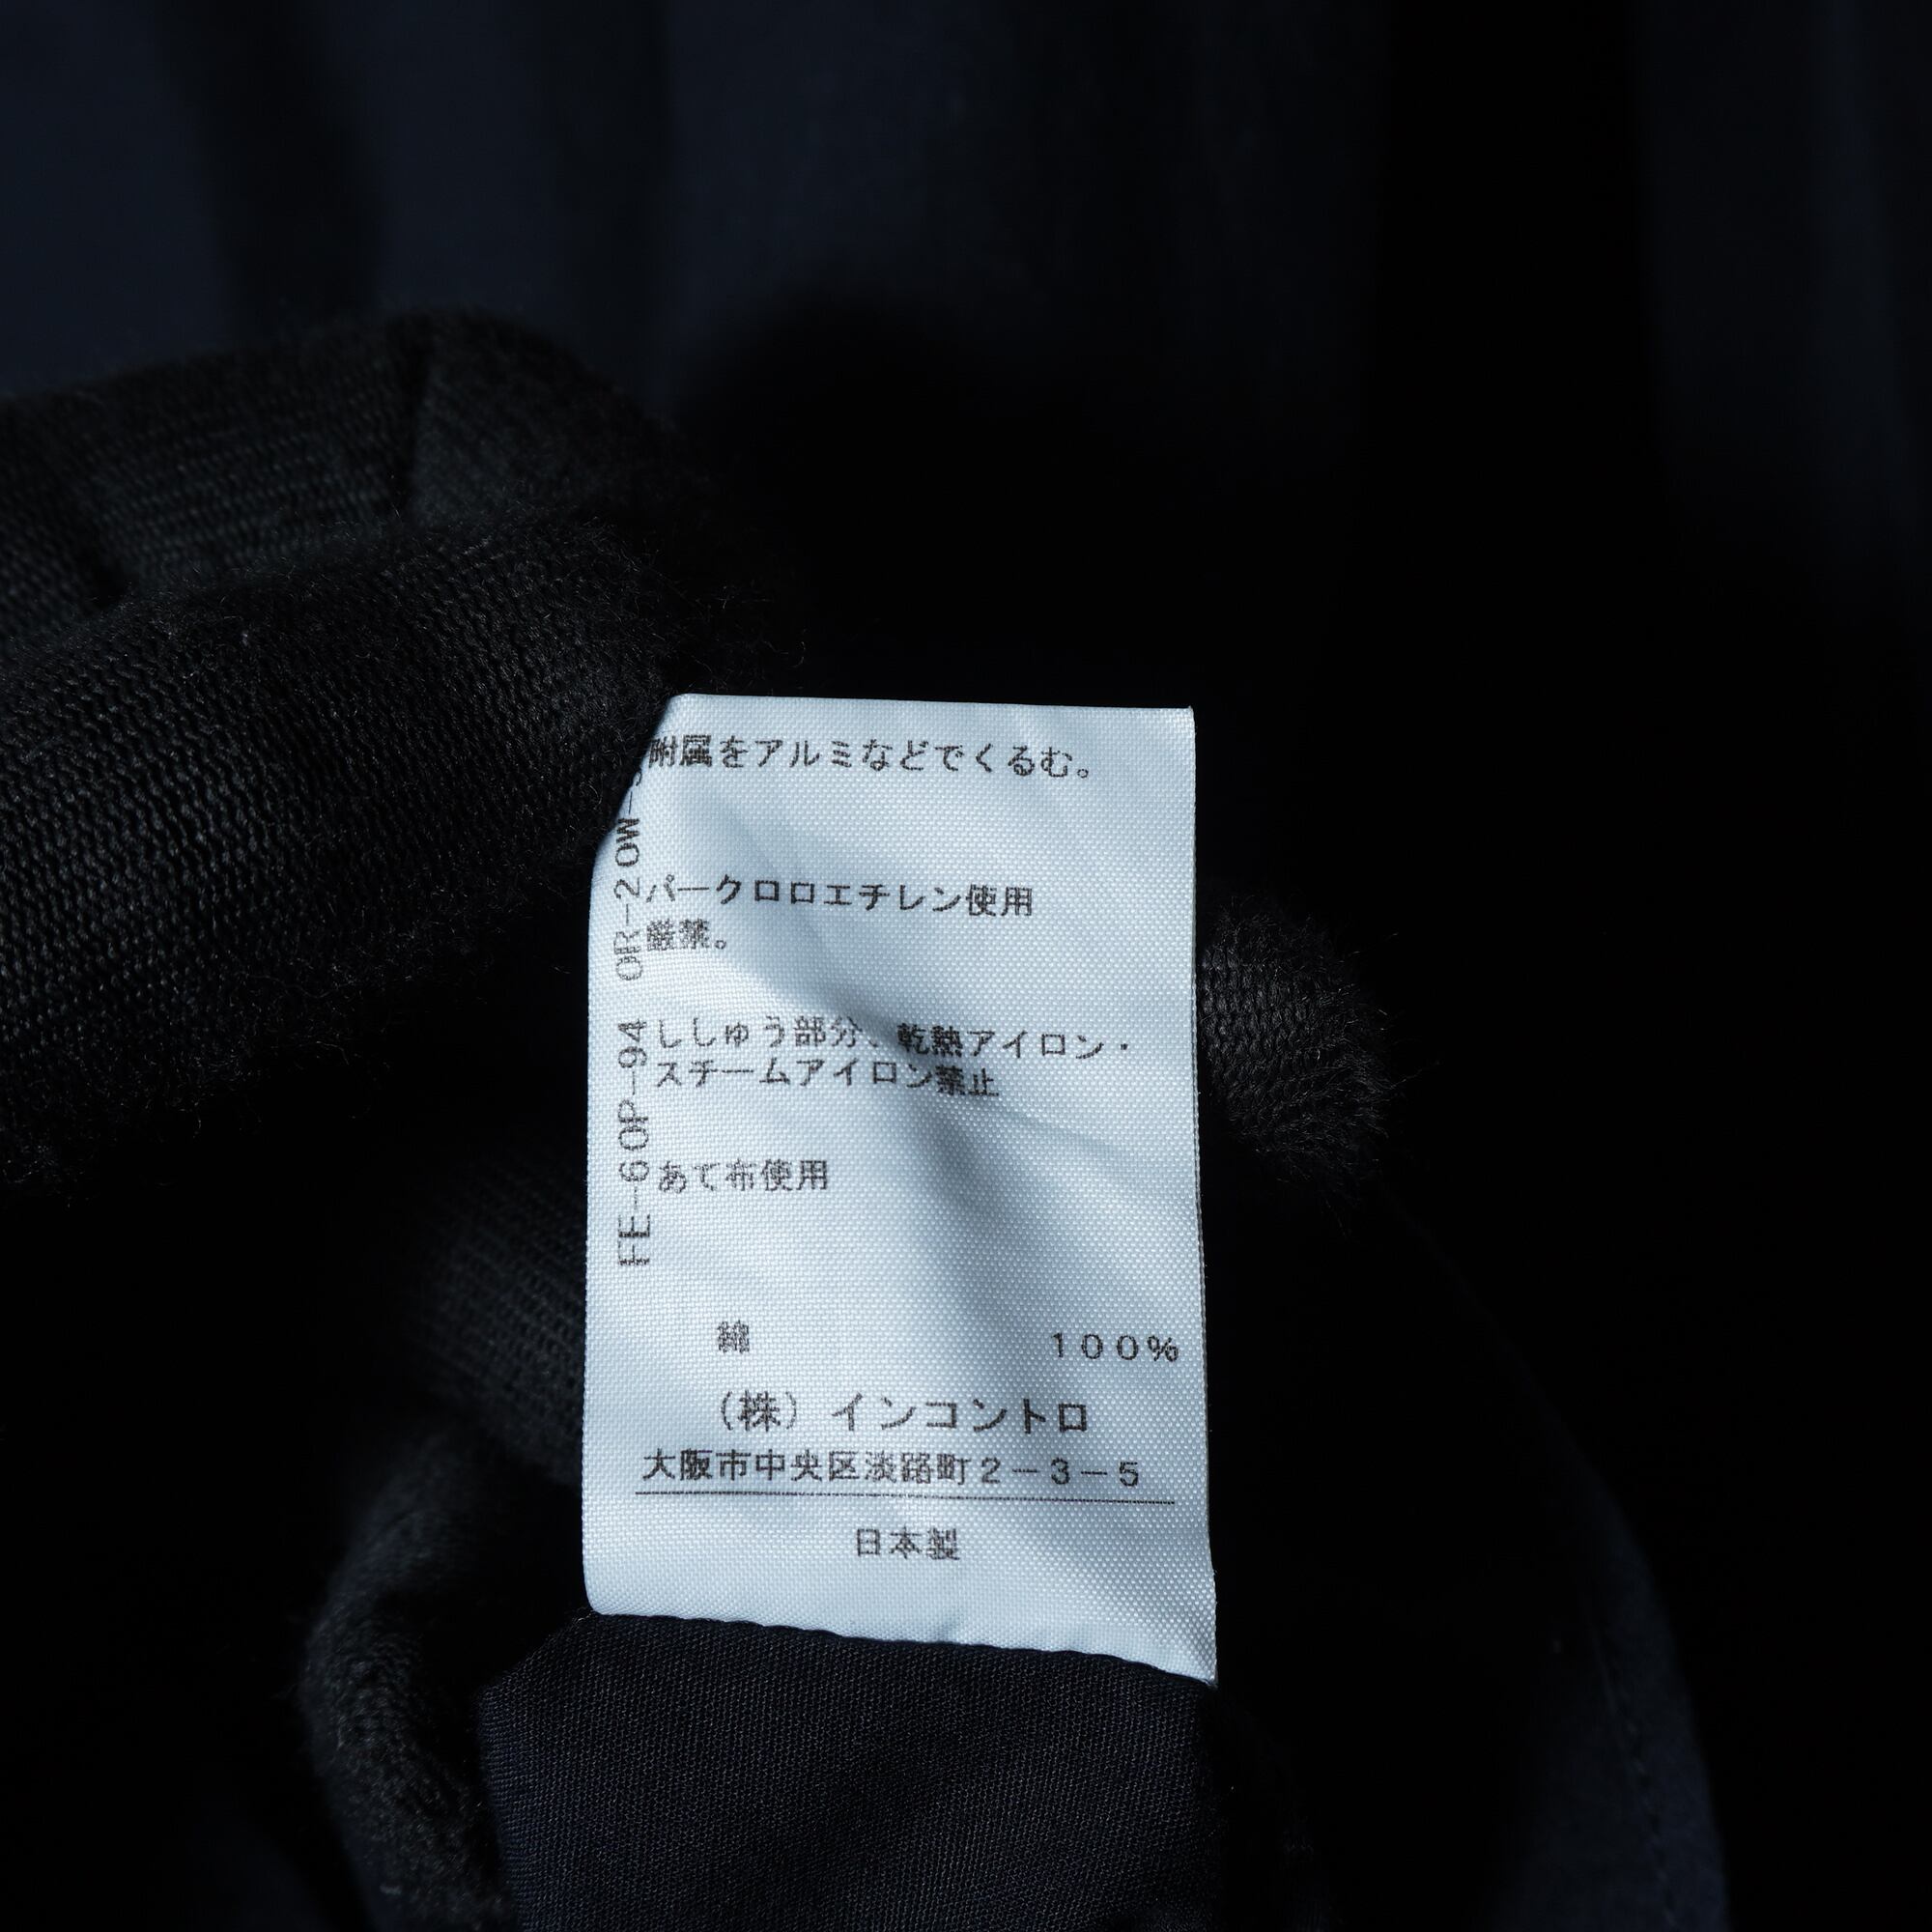 附属をアルミなどでくるむ。
パークロロエチレン使用
厳禁。
ししゅう部分、乾熱アイロン・
スチームアイロン禁止
あて布使用
FE-60P-94 OR-20W-
綿 100%
(株)インコントロ
大阪市中央区淡路町2-3-5
日本製